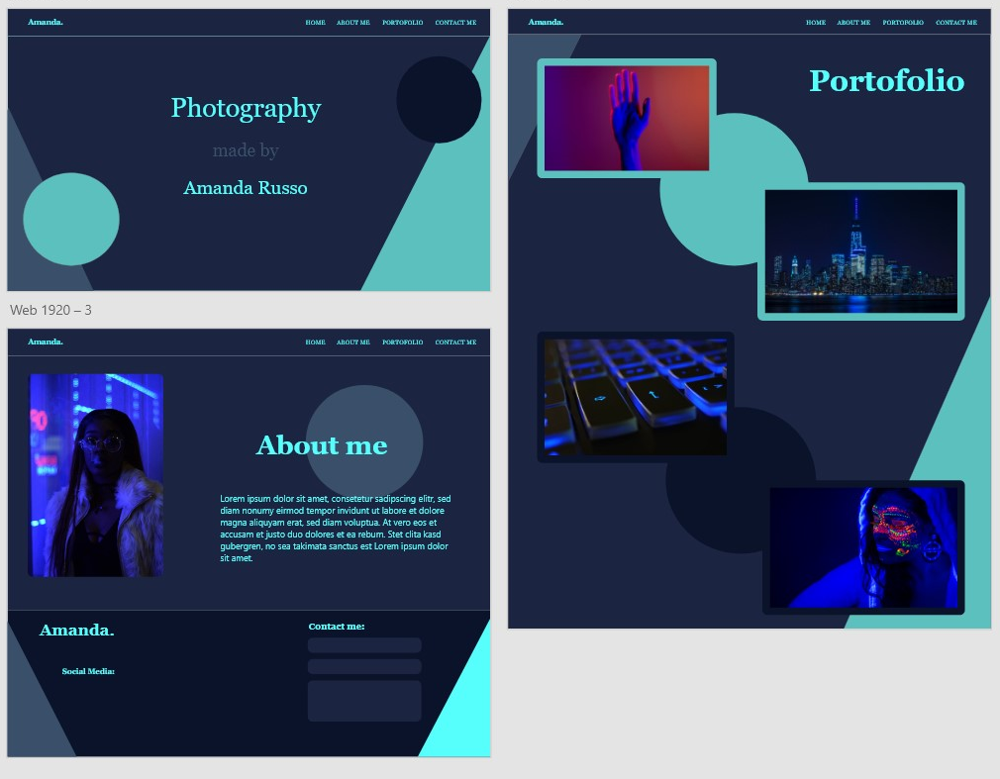 Amanda.
HOME ABOUT ME PORTOFOLIO CONTACT ME
Photography
made by
Amanda Russo
Web 1920 – 3
Amanda.
HOME ABOUT ME PORTOFOLIO CONTACT ME
About me
Lorem ipsum dolor sit amet, consetetur sadipscing elitr, sed
diam nonumy eirmod tempor invidunt ut labore et dolore
magna aliquyam erat, sed diam voluptua. At vero eos et
accusam et justo duo dolores et ea rebum. Stet clita kasd
gubergren, no sea takimata sanctus est Lorem ipsum dolor
sit amet.
Amanda.
Social Media:
Contact me:
Amanda.
HOME ABOUT ME PORTOFOLIO CONTACT ME
Portofolio